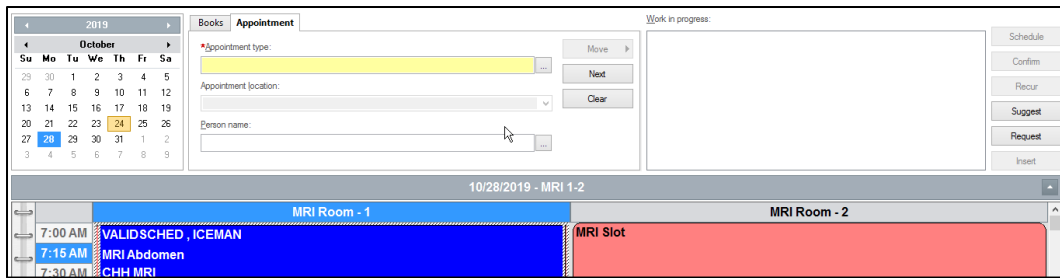 2019
October
Su Mo Tu We Th Fr Sa
29 30 1 2 3 4 5
6 7 8 9 10 11 12
13 14 15 16 17 18 19
20 21 22 23 24 25 26
27 28 29 30 31 1 2
3 4 5 6 7 8 9
Books Appointment
*Appointment type:
...
Appointment location:
Person name:
...
Move
Next
Clear
Work in progress:
Schedule
Confirm
Recur
Suggest
Request
Insert
10/28/2019 - MRI 1-2
MRI Room - 1 MRI Room - 2
7:00 AM VALIDSCHED , ICEMAN MRI Slot
7:15 AM MRI Abdomen
7:30 AM CHH MRI